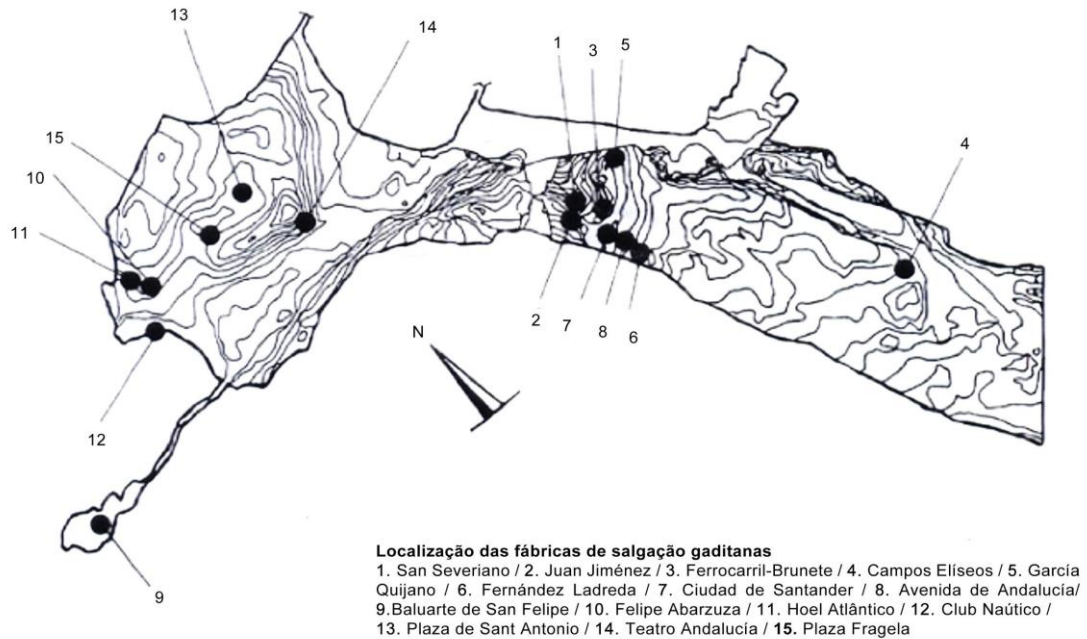 13
14
1
3
5
15
10
4
11
2
7
8
6
N
12
9
Localização das fábricas de salgação gaditanas
1. San Severiano / 2. Juan Jiménez / 3. Ferrocarril-Brunete / 4. Campos Elíseos / 5. García
Quijano / 6. Fernández Ladreda / 7. Ciudad de Santander / 8. Avenida de Andalucía/
9.Baluarte de San Felipe / 10. Felipe Abarzuza / 11. Hoel Atlântico / 12. Club Naútico /
13. Plaza de Sant Antonio / 14. Teatro Andalucía / 15. Plaza Fragela